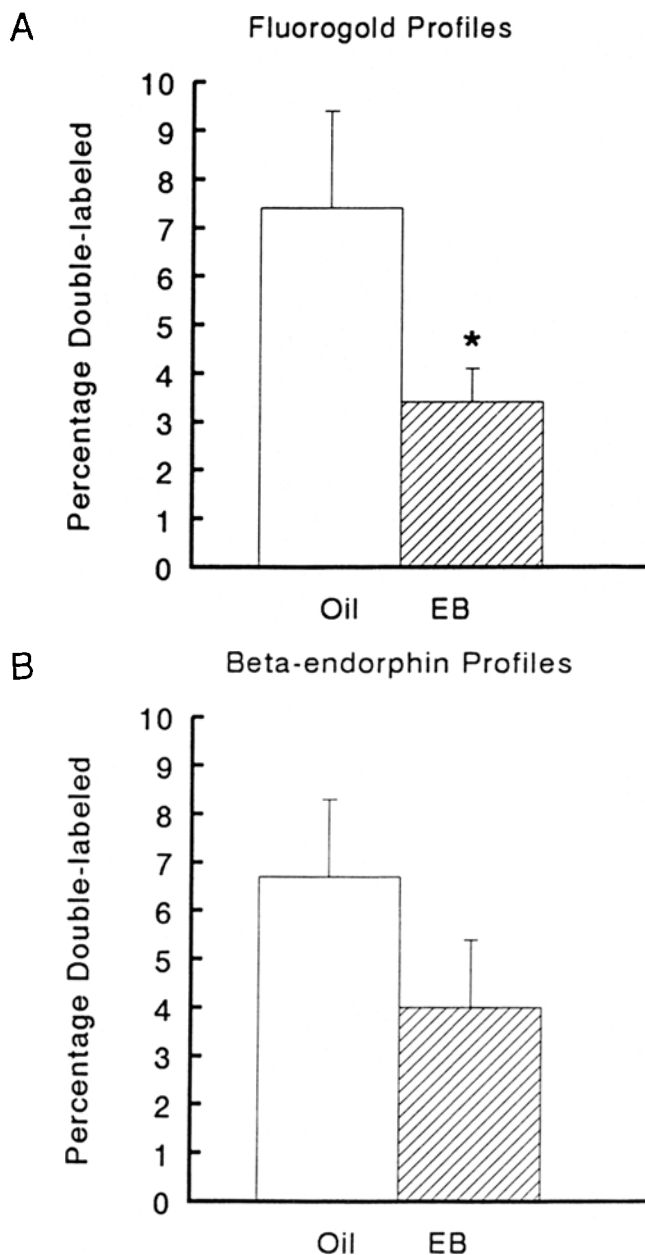 A
Fluorogold Profiles
Percentage Double-labeled
10
9
8
7
6
5
4
3
2
1
0
*
Oil EB
B
Beta-endorphin Profiles
Percentage Double-labeled
10
9
8
7
6
5
4
3
2
1
0
Oil EB